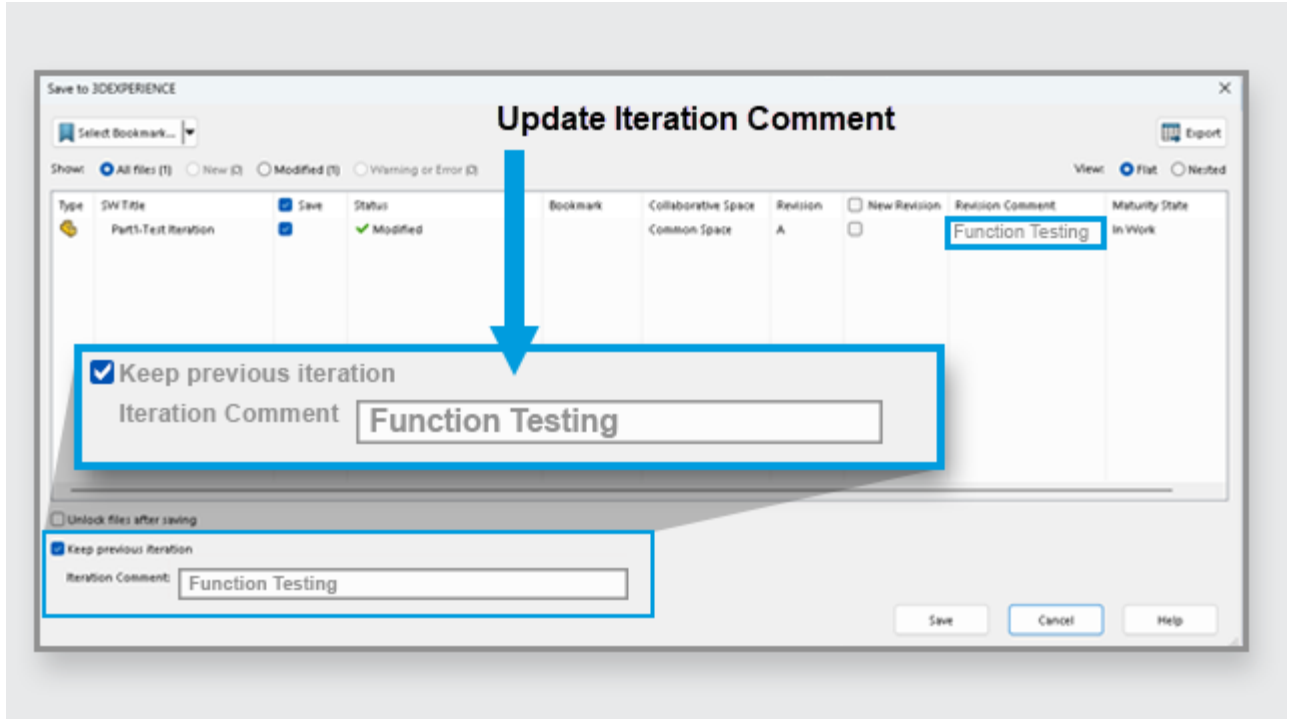 Save to 3DEXPERIENCE
Update Iteration Comment
Select Bookmark...
Export
Show: All files (1) New (0) Modified (1) Warning or Error (0) View: Flat Nested
Type SW Title Save Status Bookmark Collaborative Space Revision New Revision Revision Comment Maturity State
Part1-Test Iteration Modified Common Space A Function Testing In Work
Keep previous iteration
Iteration Comment Function Testing
Unlock files after saving
Keep previous iteration
Iteration Comment: Function Testing
Save Cancel Help